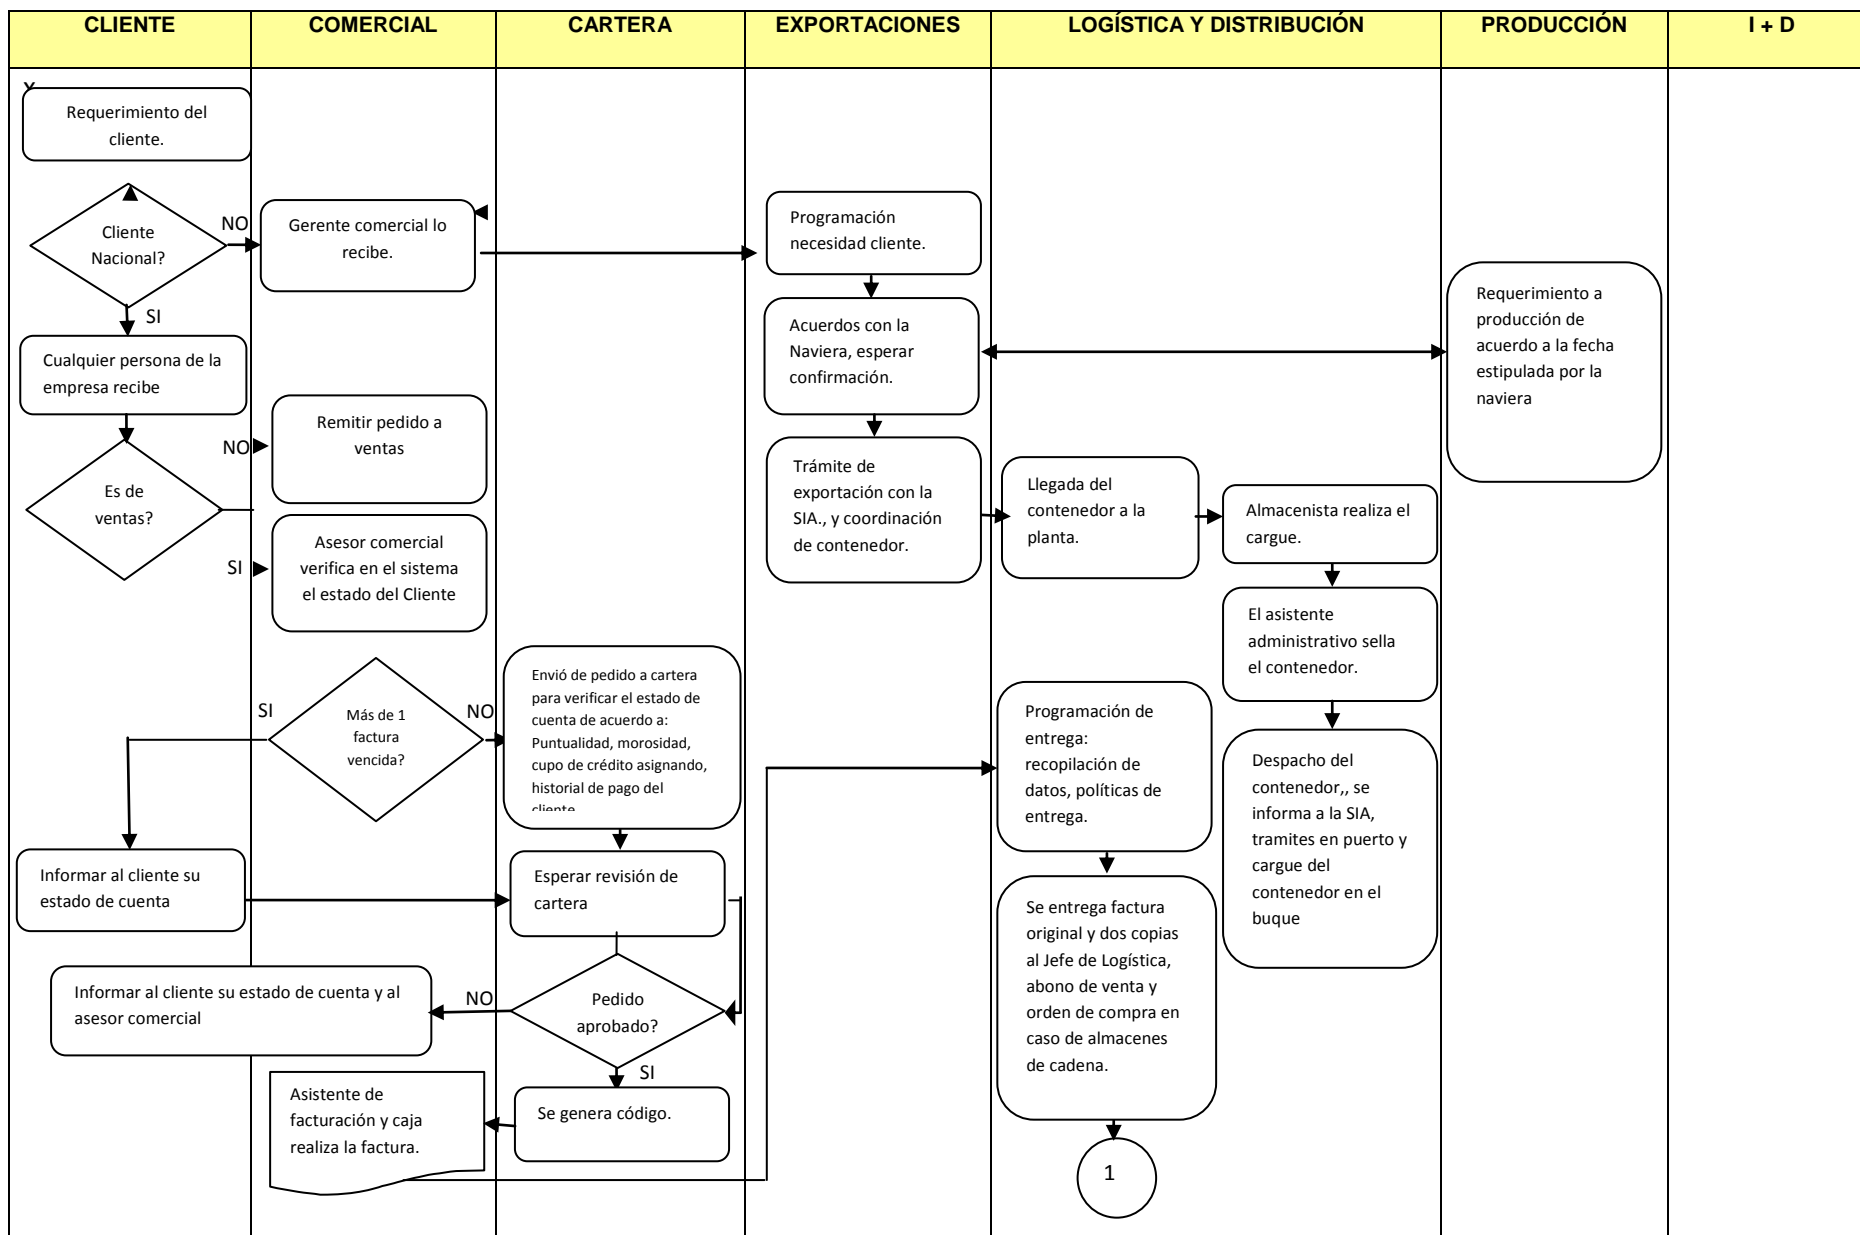 CLIENTE
COMERCIAL
CARTERA
EXPORTACIONES
LOGÍSTICA Y DISTRIBUCIÓN
PRODUCCIÓN
I + D
Requerimiento del
cliente.
Cliente
Nacional?
NO
SI
Gerente comercial lo
recibe.
Programación
necesidad cliente.
Cualquier persona de la
empresa recibe
Acuerdos con la
Naviera, esperar
confirmación.
Requerimiento a
producción de
acuerdo a la fecha
estipulada por la
naviera
Es de
ventas?
NO
SI
Remitir pedido a
ventas
Asesor comercial
verifica en el sistema
el estado del Cliente
Trámite de
exportación con la
SIA., y coordinación
de contenedor.
Llegada del
contenedor a la
planta.
Almacenista realiza el
cargue.
El asistente
administrativo sella
el contenedor.
Despacho del
contenedor,, se
informa a la SIA,
tramites en puerto y
cargue del
contenedor en el
buque
SI
Más de 1
factura
vencida?
NO
Envió de pedido a cartera
para verificar el estado de
cuenta de acuerdo a:
Puntualidad, morosidad,
cupo de crédito asignando,
historial de pago del
cliente
Programación de
entrega:
recopilación de
datos, políticas de
entrega.
Informar al cliente su
estado de cuenta
Esperar revisión de
cartera
Se entrega factura
original y dos copias
al Jefe de Logística,
abono de venta y
orden de compra en
caso de almacenes
de cadena.
Informar al cliente su estado de cuenta y al
asesor comercial
NO
Pedido
aprobado?
SI
Se genera código.
Asistente de
facturación y caja
realiza la factura.
1